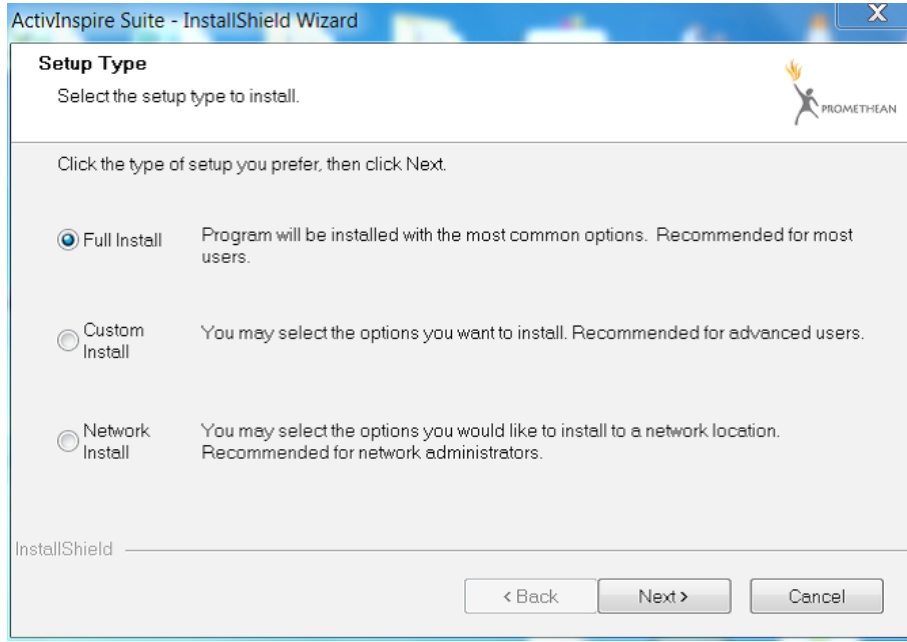 ActivInspire Suite - InstallShield Wizard
X
Setup Type
Select the setup type to install.
PROMETHEAN
Click the type of setup you prefer, then click Next.
Full Install
Program will be installed with the most common options. Recommended for most
users.
Custom
Install
You may select the options you want to install. Recommended for advanced users.
Network
Install
You may select the options you would like to install to a network location.
Recommended for network administrators.
InstallShield
< Back
Next >
Cancel